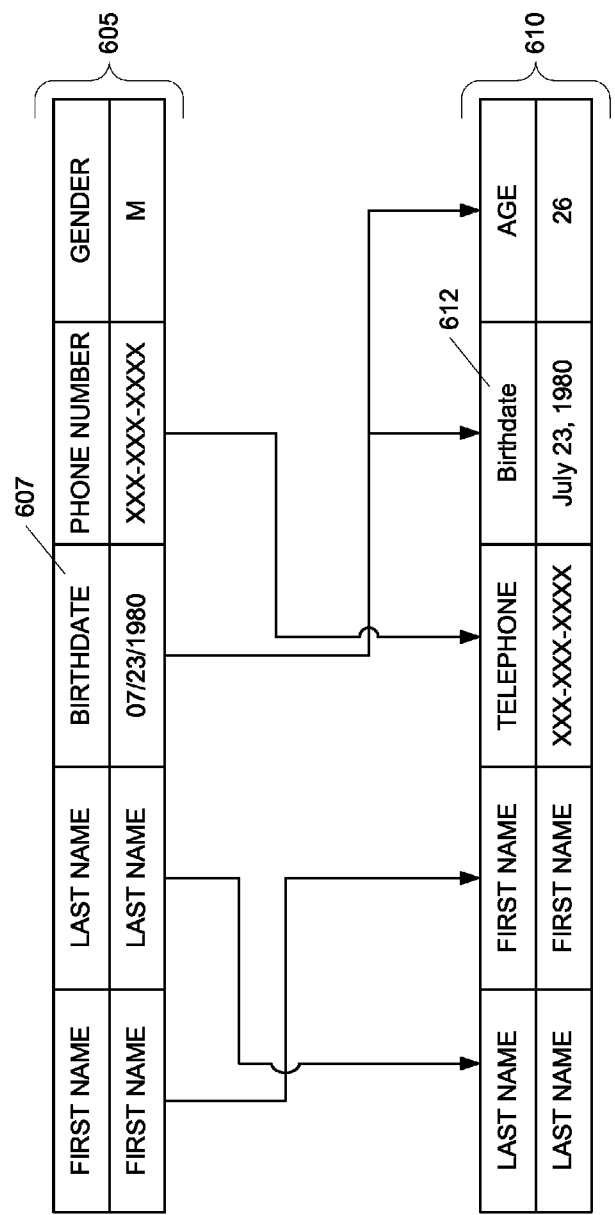 605
607
FIRST NAME LAST NAME BIRTHDATE PHONE NUMBER GENDER
FIRST NAME LAST NAME 07/23/1980 XXX-XXX-XXXX M
612
610
LAST NAME FIRST NAME TELEPHONE Birthdate AGE
LAST NAME FIRST NAME XXX-XXX-XXXX July 23, 1980 26